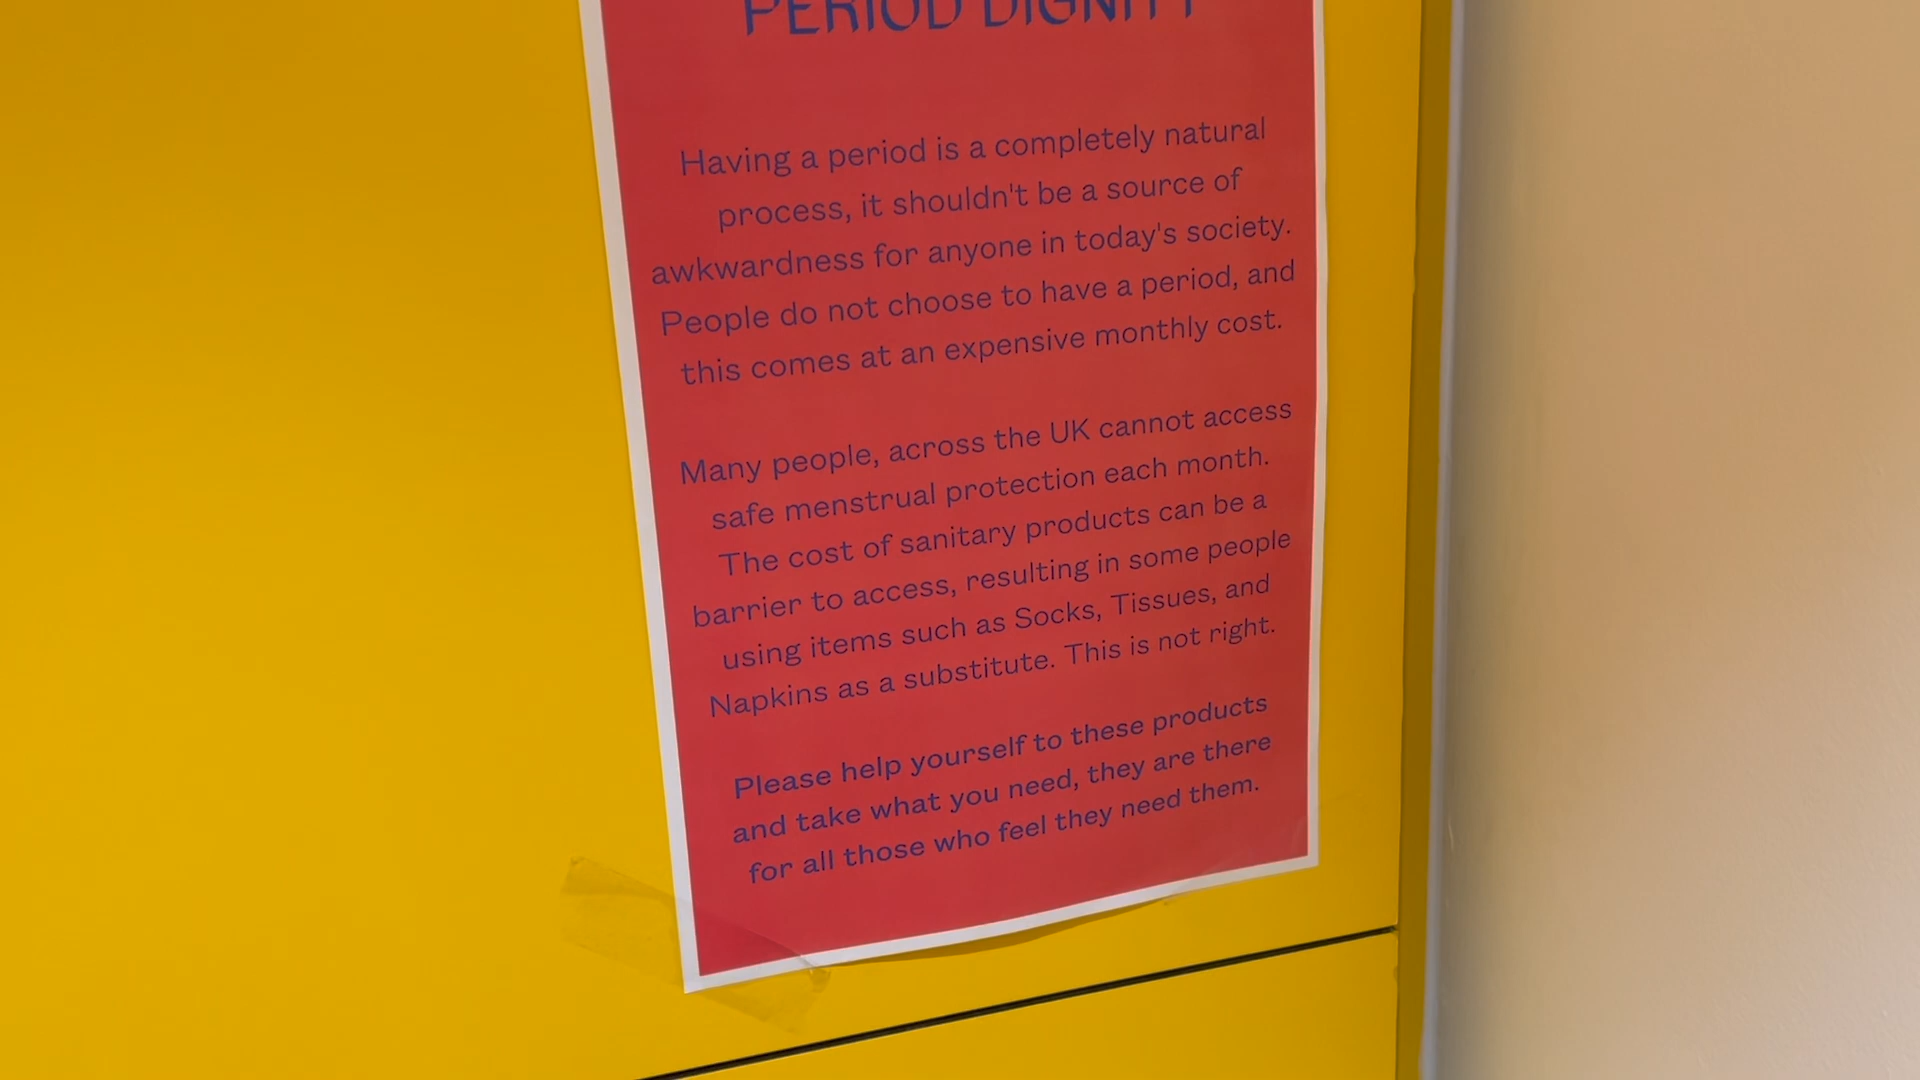 PERIOD DIGNITY
Having a period is a completely natural
process, it shouldn't be a source of
awkwardness for anyone in today's society.
People do not choose to have a period, and
this comes at an expensive monthly cost.
Many people, across the UK cannot access
safe menstrual protection each month.
The cost of sanitary products can be a
barrier to access, resulting in some people
using items such as Socks, Tissues, and
Napkins as a substitute. This is not right.
Please help yourself to these products
and take what you need, they are there
for all those who feel they need them.